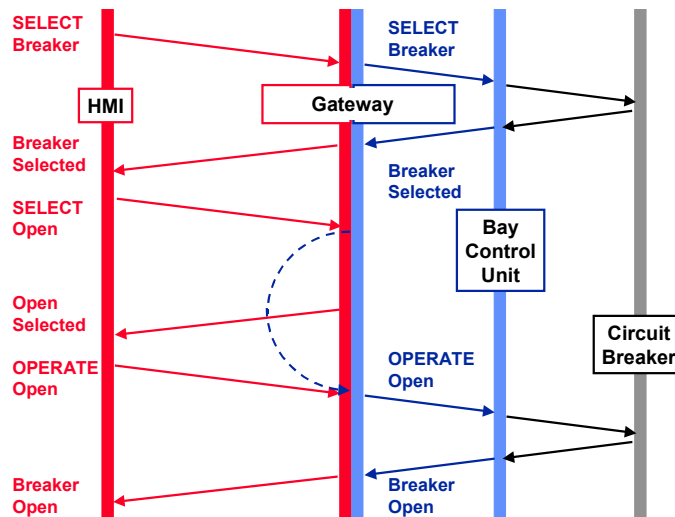 SELECT
Breaker
SELECT
Breaker
HMI
Gateway
Breaker
Selected
Breaker
Selected
SELECT
Open
Bay
Control
Unit
Open
Selected
Circuit
Breaker
OPERATE
Open
OPERATE
Open
Breaker
Open
Breaker
Open